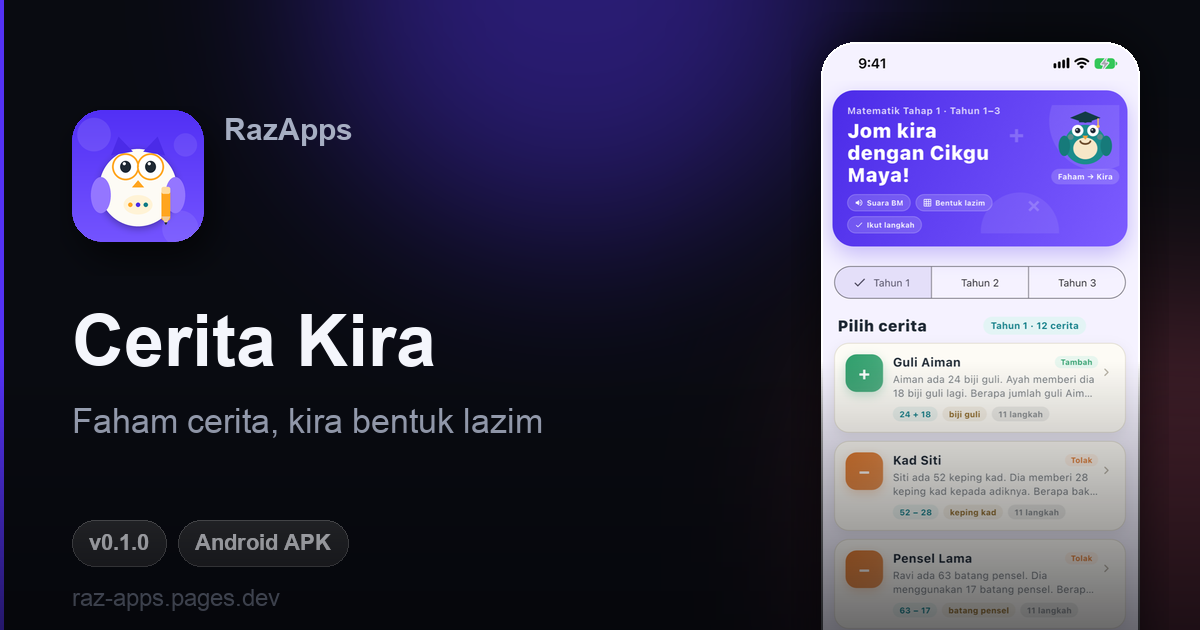 RazApps
Cerita Kira
Faham cerita, kira bentuk lazim
v0.1.0
Android APK
raz-apps.pages.dev
9:41
Matematik Tahap 1 · Tahun 1–3
Jom kira
dengan Cikgu
Maya!
Faham → Kira
Suara BM
Bentuk lazim
Ikut langkah
Tahun 1
Tahun 2
Tahun 3
Pilih cerita
Tahun 1 · 12 cerita
Guli Aiman
Tambah
Aiman ada 24 biji guli. Ayah memberi dia
18 biji guli lagi. Berapa jumlah guli Aim...
24 + 18
biji guli
11 langkah
Kad Siti
Tolak
Siti ada 52 keping kad. Dia memberi 28
keping kad kepada adiknya. Berapa bak...
52 − 28
keping kad
11 langkah
Pensel Lama
Tolak
Ravi ada 63 batang pensel. Dia
menggunakan 17 batang pensel. Berap...
63 − 17
batang pensel
11 langkah